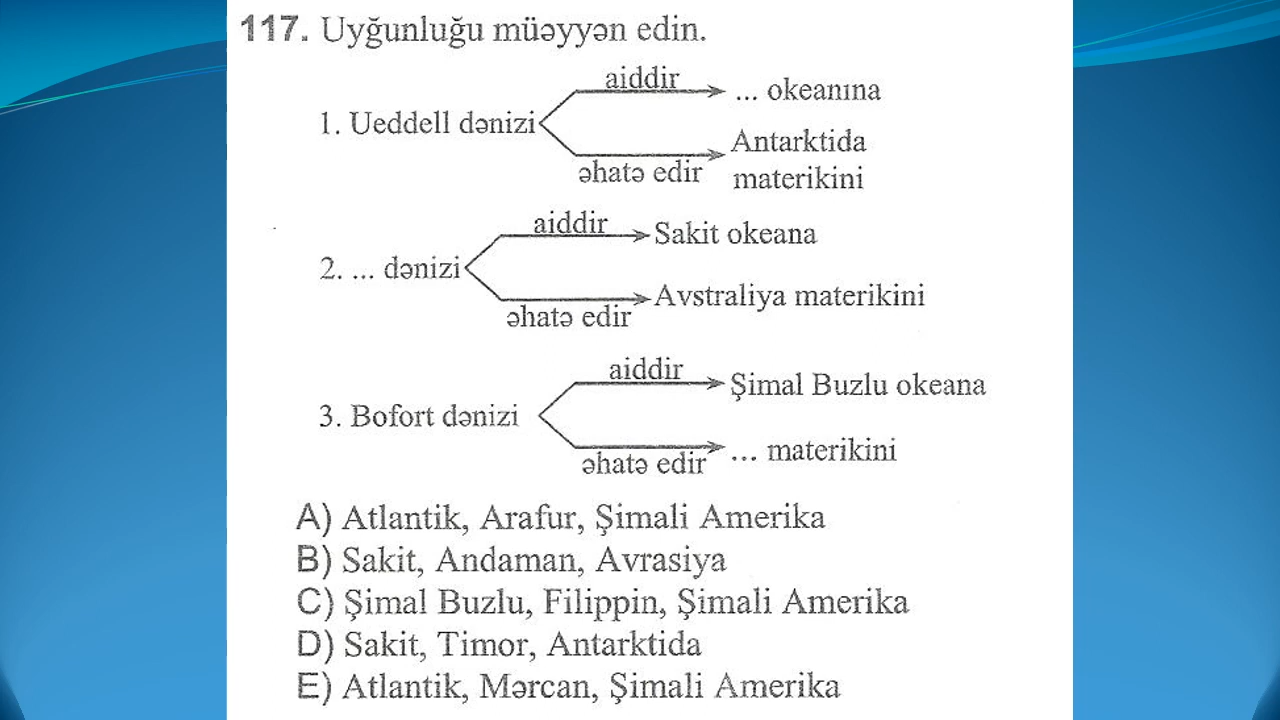 117. Uyğunluğu müəyyən edin.
aiddir
... okeanına
1. Ueddell dənizi
Antarktida
əhatə edir
materikini
aiddir
Sakit okeana
2. ... dənizi
Avstraliya materikini
əhatə edir
aiddir
Şimal Buzlu okeana
3. Bofort dənizi
... materikini
əhatə edir
A) Atlantik, Arafur, Şimali Amerika
B) Sakit, Andaman, Avrasiya
C) Şimal Buzlu, Filippin, Şimali Amerika
D) Sakit, Timor, Antarktida
E) Atlantik, Mərcan, Şimali Amerika